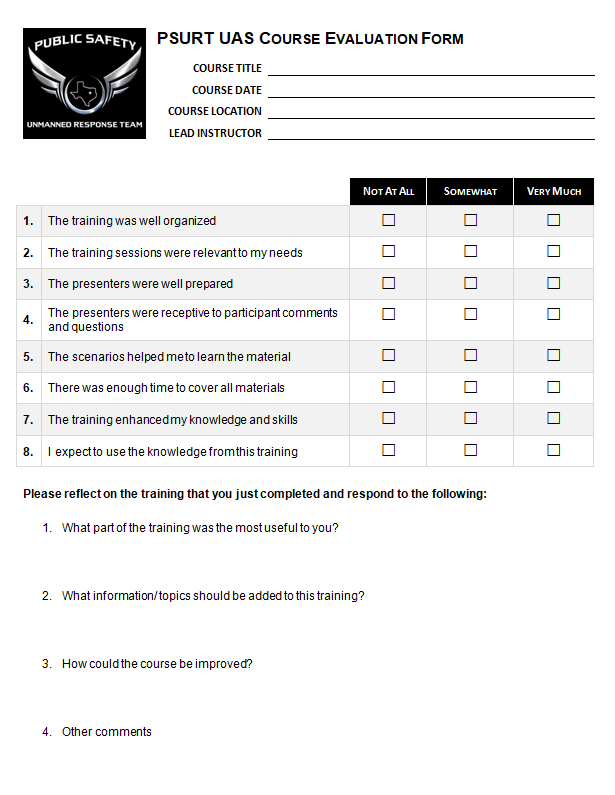 PUBLIC SAFETY
UNMANNED RESPONSE TEAM
PSURT UAS COURSE EVALUATION FORM
COURSE TITLE
COURSE DATE
COURSE LOCATION
LEAD INSTRUCTOR
NOT AT ALL SOMEWHAT VERY MUCH
1. The training was well organized ☐ ☐ ☐
2. The training sessions were relevant to my needs ☐ ☐ ☐
3. The presenters were well prepared ☐ ☐ ☐
4. The presenters were receptive to participant comments ☐ ☐ ☐
and questions
5. The scenarios helped me to learn the material ☐ ☐ ☐
6. There was enough time to cover all materials ☐ ☐ ☐
7. The training enhanced my knowledge and skills ☐ ☐ ☐
8. I expect to use the knowledge from this training ☐ ☐ ☐
Please reflect on the training that you just completed and respond to the following:
1. What part of the training was the most useful to you?
2. What information/topics should be added to this training?
3. How could the course be improved?
4. Other comments